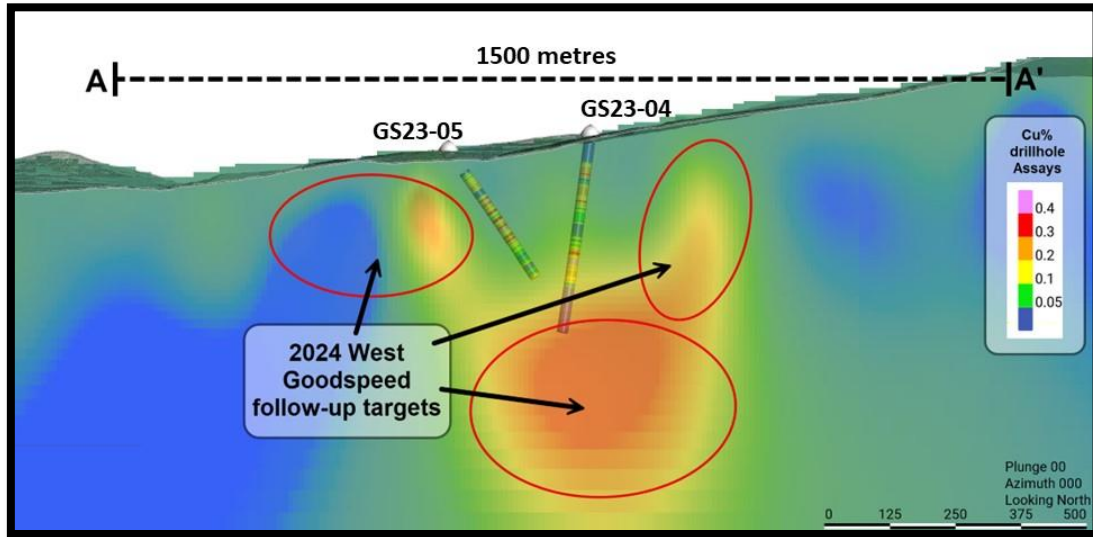 1500 metres
A
A'
GS23-05
GS23-04
Cu%
drillhole
Assays
0.4
0.3
0.2
0.1
0.05
2024 West
Goodspeed
follow-up targets
Plunge 00
Azimuth 000
Looking North
0 125 250 375 500